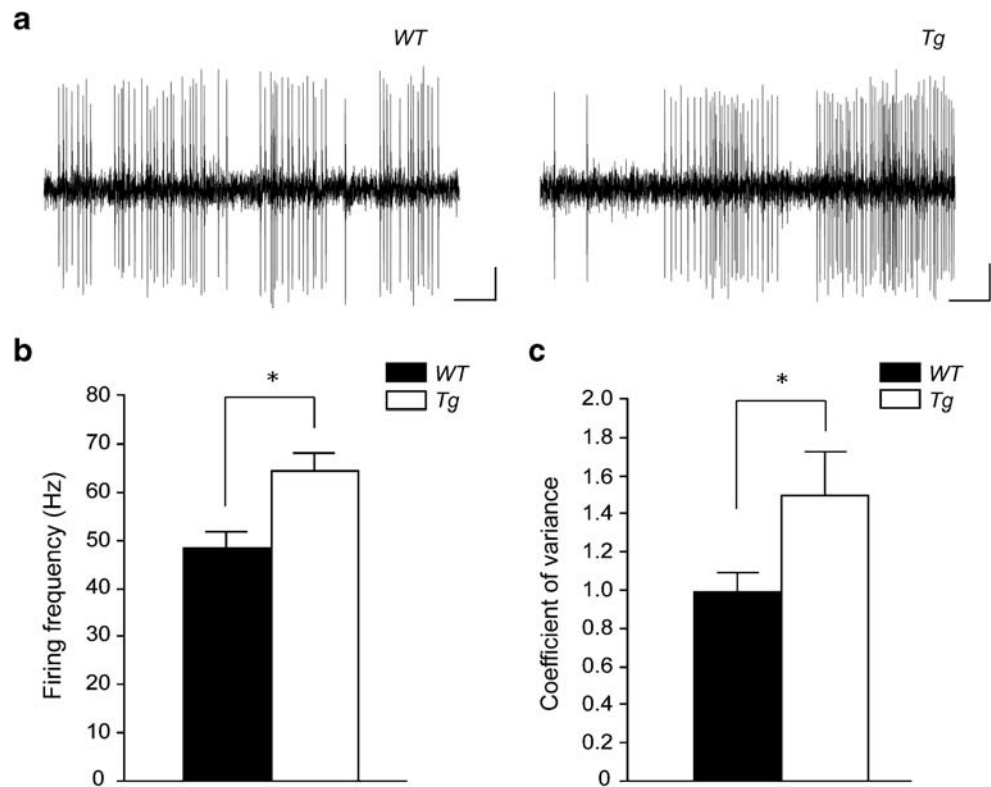 a
WT
Tg
b
WT
Tg
*
Firing frequency (Hz)
80
70
60
50
40
30
20
10
0
c
WT
Tg
*
Coefficient of variance
2.0
1.8
1.6
1.4
1.2
1.0
0.8
0.6
0.4
0.2
0